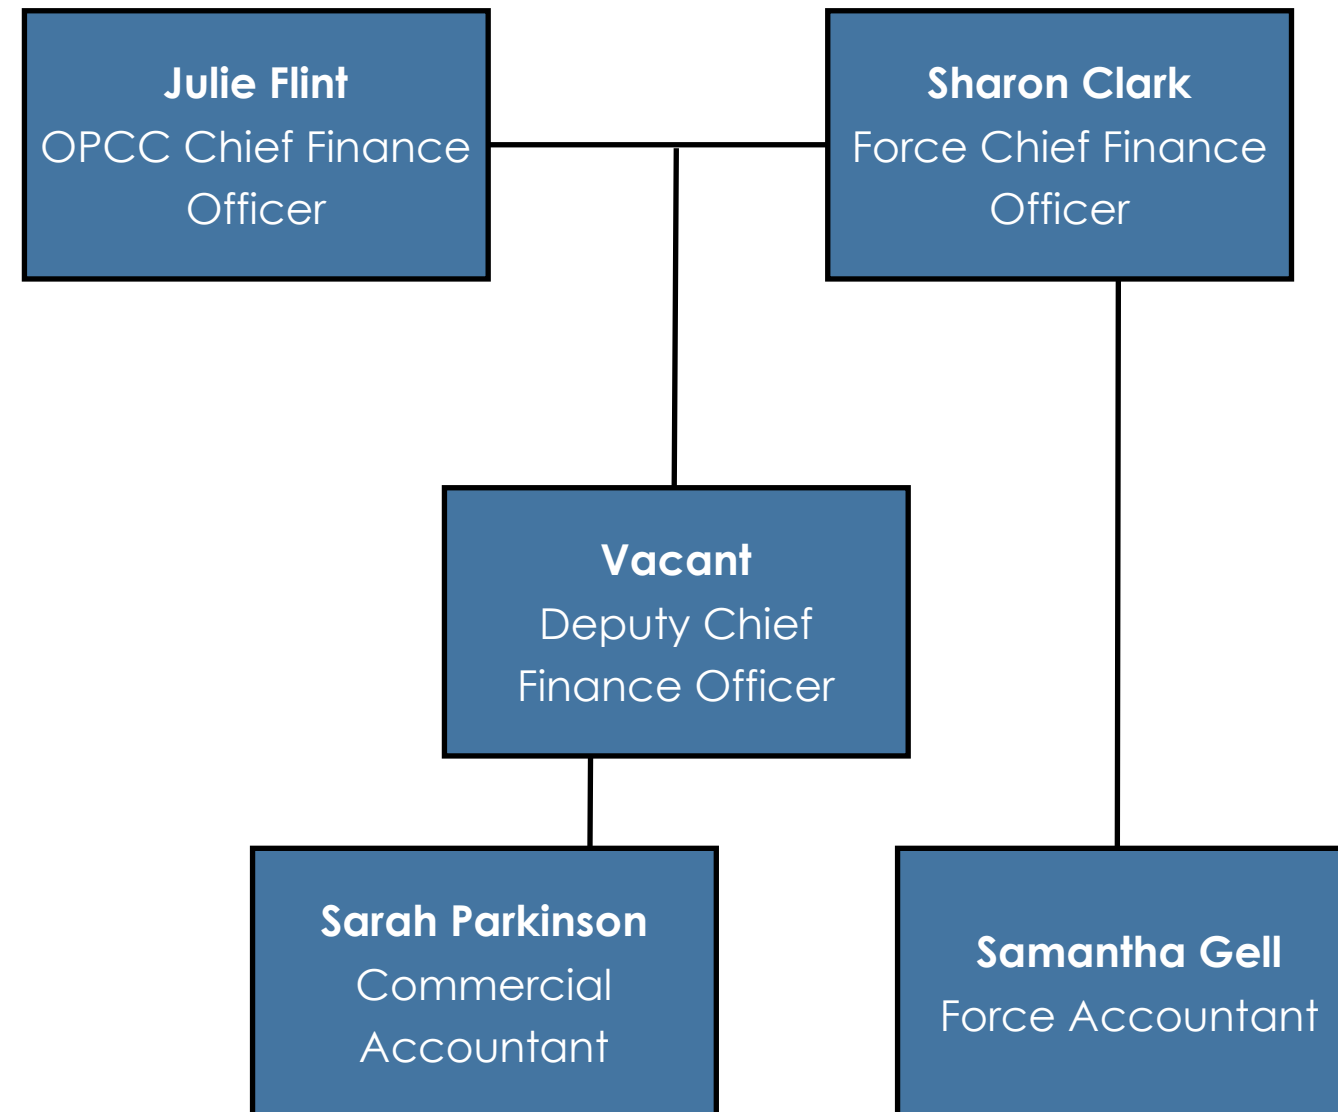 Julie Flint
OPCC Chief Finance
Officer
Sharon Clark
Force Chief Finance
Officer
Vacant
Deputy Chief
Finance Officer
Sarah Parkinson
Commercial
Accountant
Samantha Gell
Force Accountant